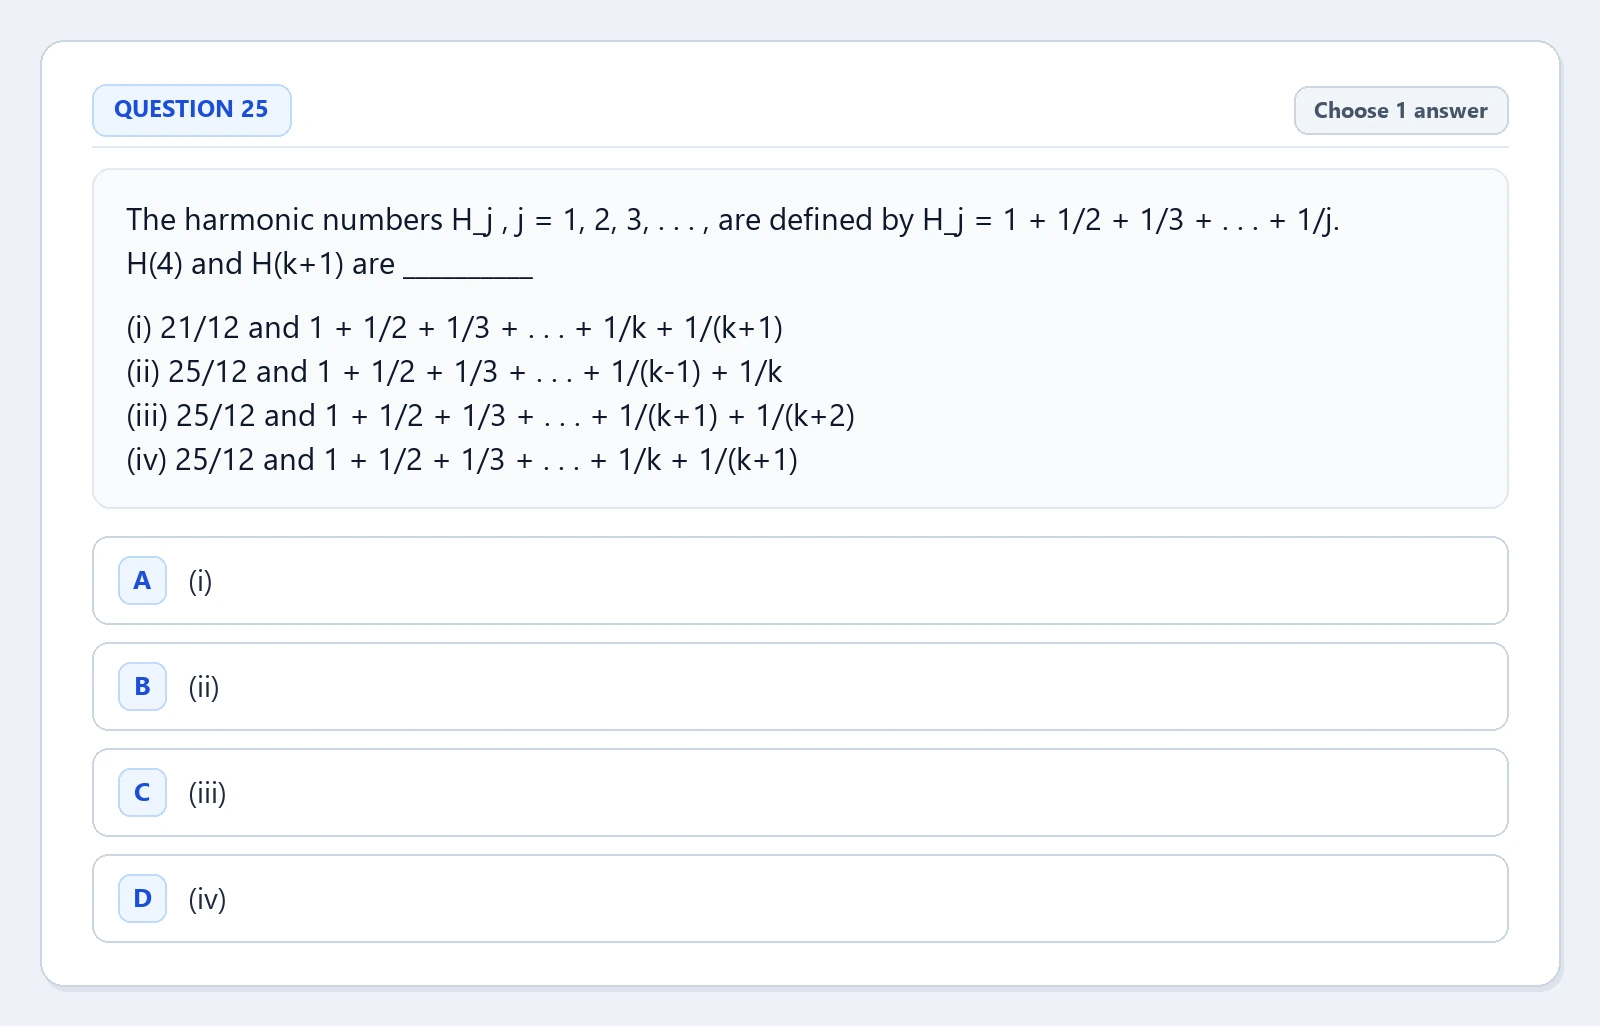 QUESTION 25
Choose 1 answer
The harmonic numbers H_j , j = 1, 2, 3, . . . , are defined by H_j = 1 + 1/2 + 1/3 + . . . + 1/j.
H(4) and H(k+1) are __________
(i) 21/12 and 1 + 1/2 + 1/3 + . . . + 1/k + 1/(k+1)
(ii) 25/12 and 1 + 1/2 + 1/3 + . . . + 1/(k-1) + 1/k
(iii) 25/12 and 1 + 1/2 + 1/3 + . . . + 1/(k+1) + 1/(k+2)
(iv) 25/12 and 1 + 1/2 + 1/3 + . . . + 1/k + 1/(k+1)
A (i)
B (ii)
C (iii)
D (iv)